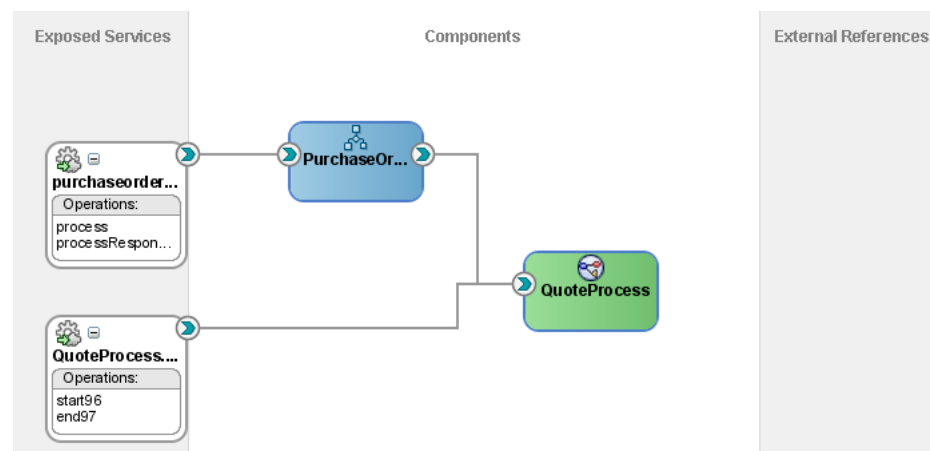 Exposed Services
Components
External References
purchaseorder...
Operations:
process
processRespon...
PurchaseOr...
QuoteProcess
QuoteProcess....
Operations:
start96
end97